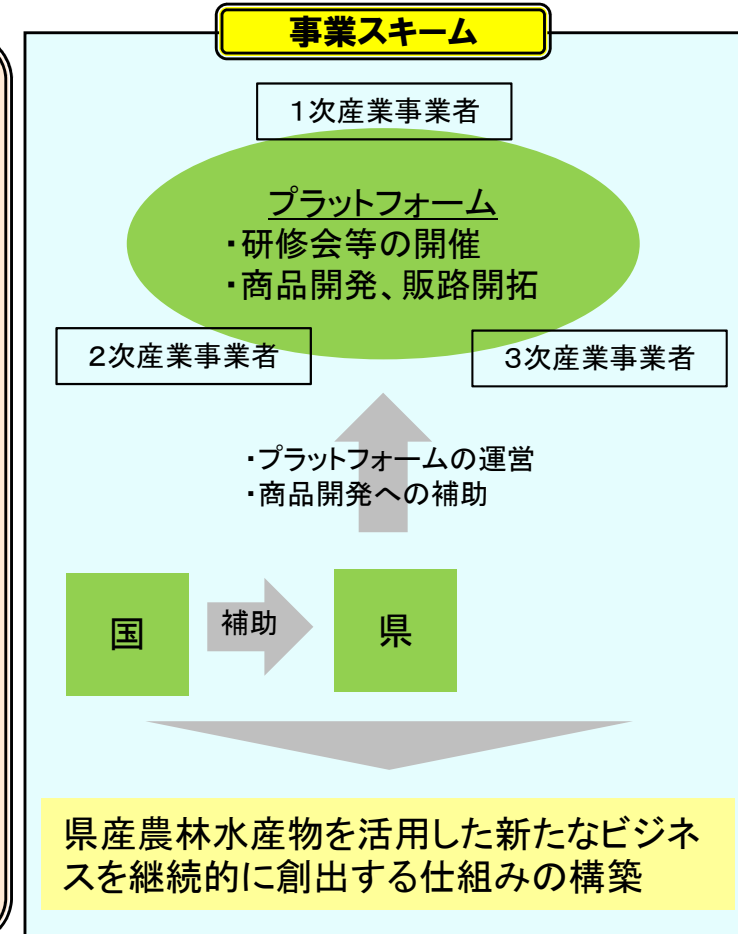 事業スキーム
1次産業事業者
プラットフォーム
・研修会等の開催
・商品開発、販路開拓
2次産業事業者
3次産業事業者
・プラットフォームの運営
・商品開発への補助
国
補助
県
県産農林水産物を活用した新たなビジネ
スを継続的に創出する仕組みの構築